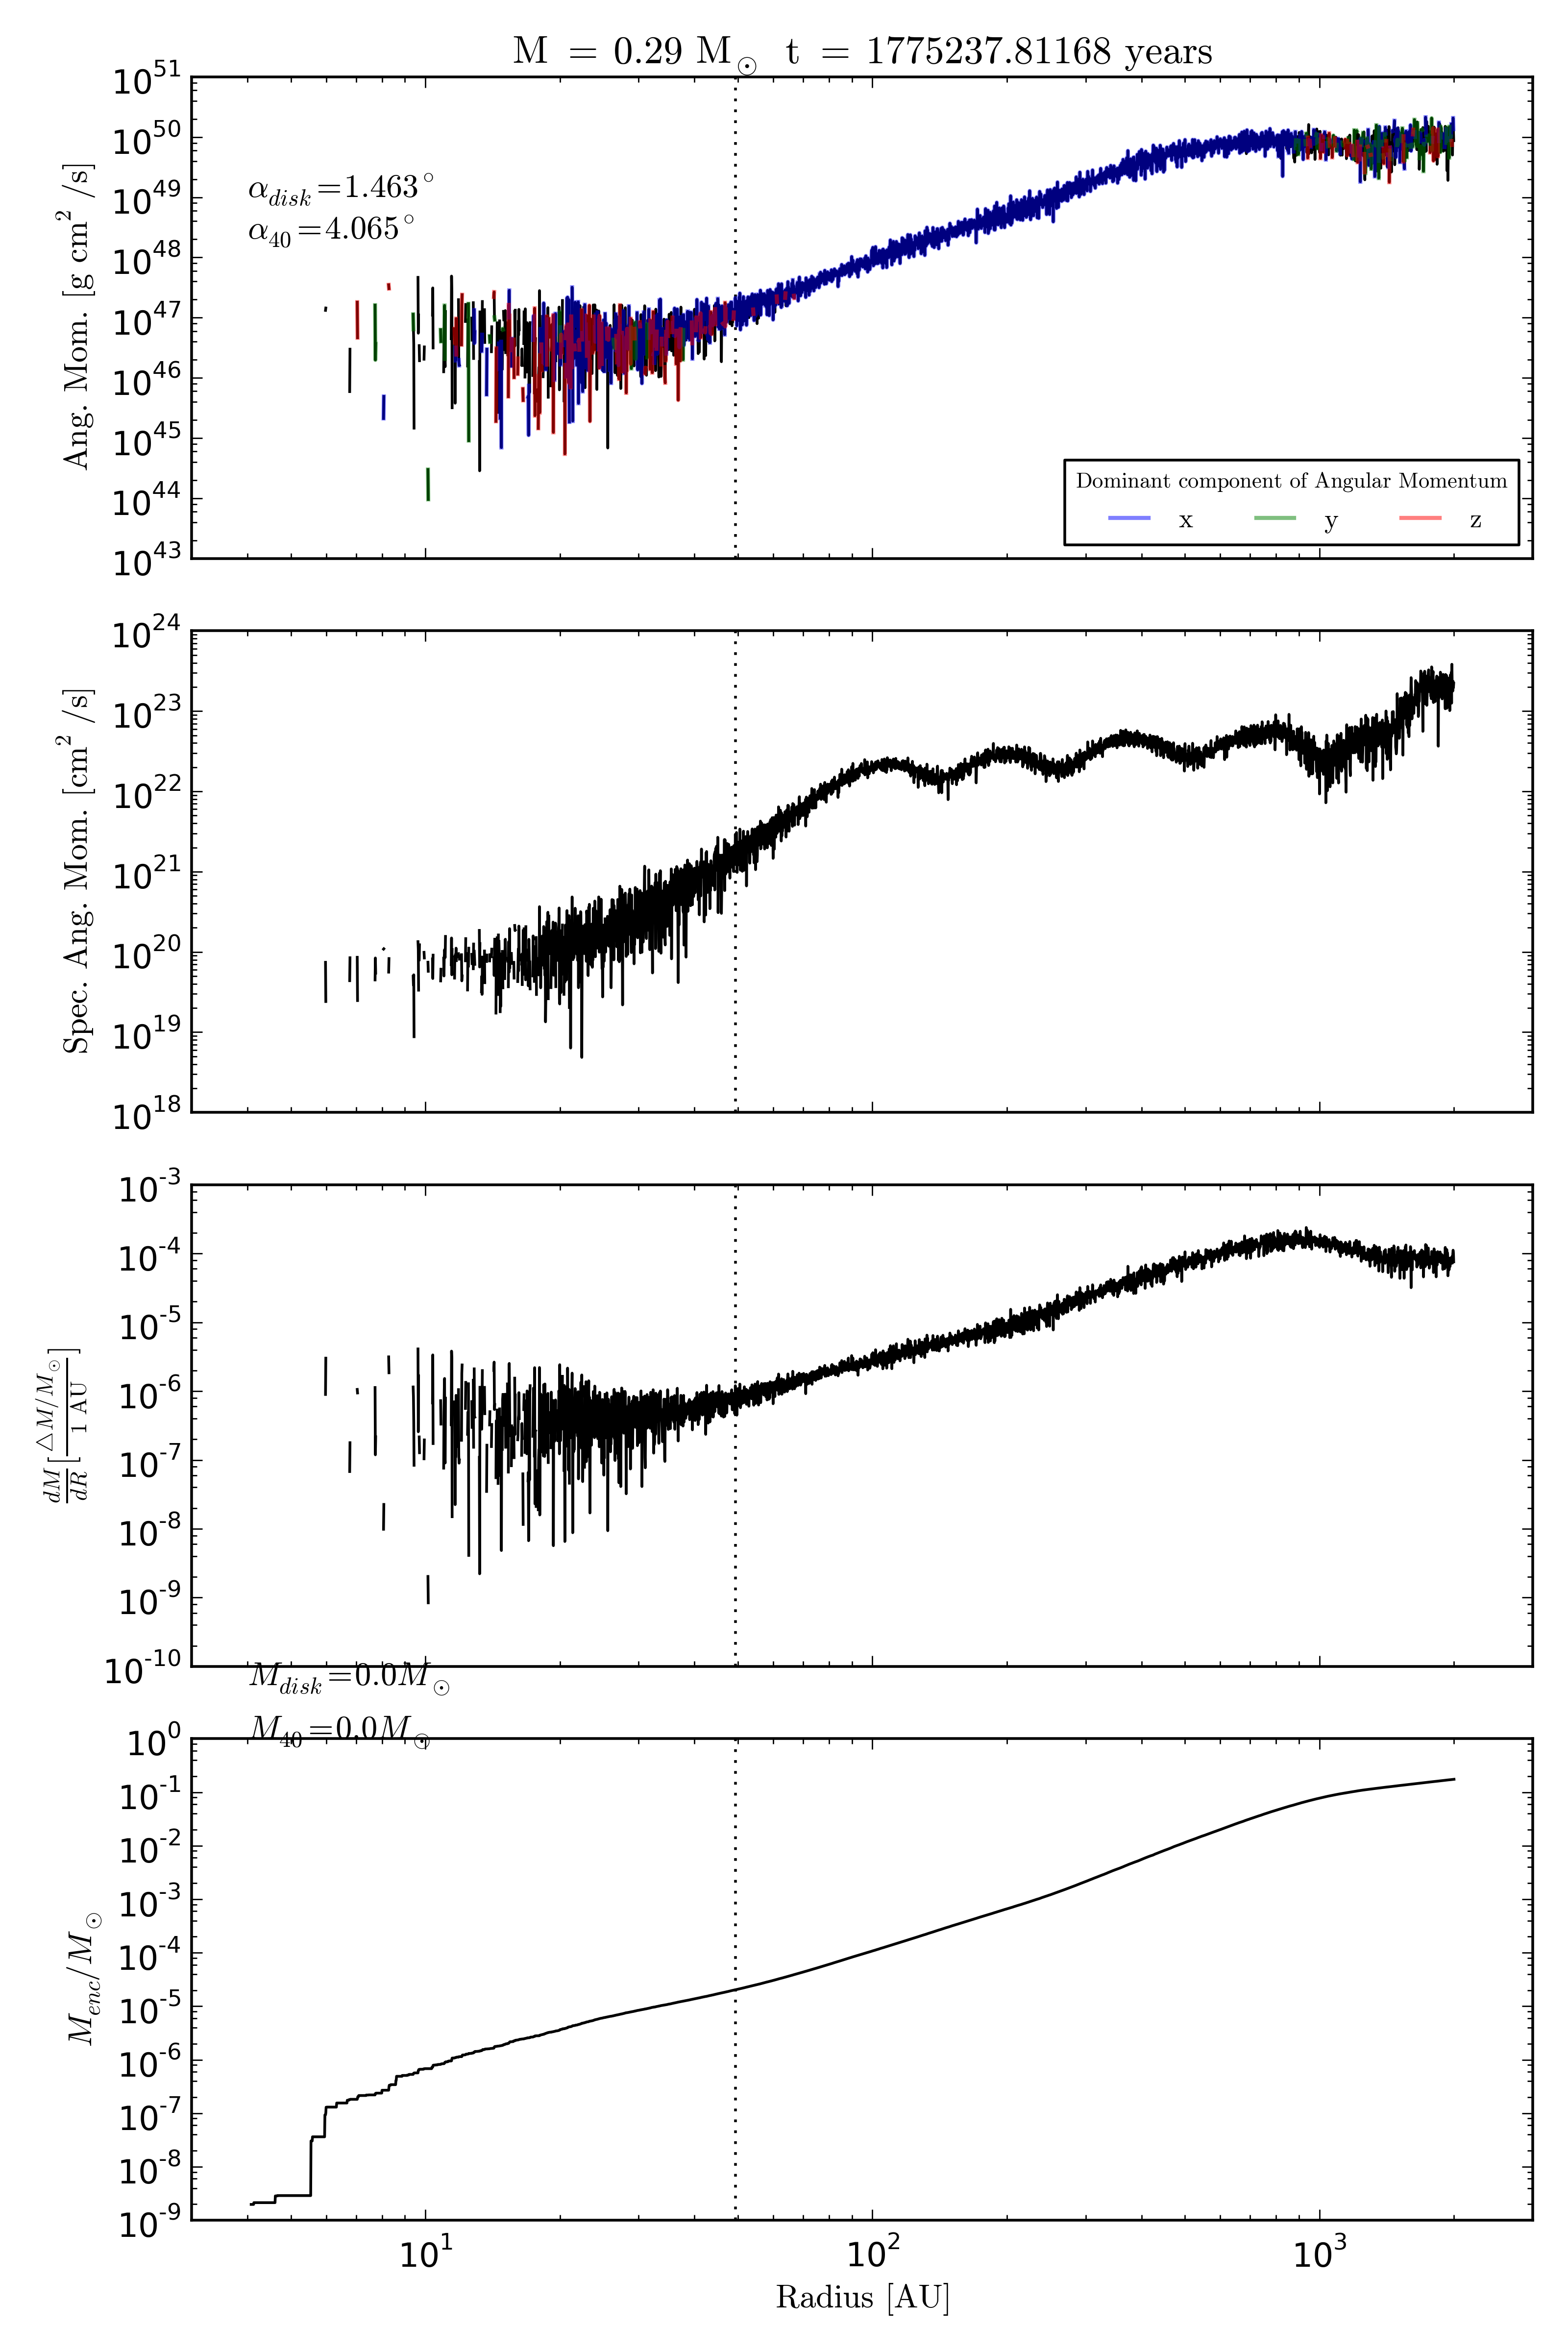 M = 0.29 M⊙ t = 1775237.81168 years
10^51
10^50
10^49
10^48
10^47
10^46
10^45
10^44
10^43
Ang. Mom. [g cm^2 /s]
α_disk=1.463°
α_40=4.065°
Dominant component of Angular Momentum
x y z
10^24
10^23
10^22
10^21
10^20
10^19
10^18
Spec. Ang. Mom. [cm^2 /s]
10^-3
10^-4
10^-5
10^-6
10^-7
10^-8
10^-9
10^-10
dM/dR [△M/M⊙ / 1 AU]
M_disk=0.0M⊙
M_40=0.0M⊙
10^0
10^-1
10^-2
10^-3
10^-4
10^-5
10^-6
10^-7
10^-8
10^-9
M_enc/M⊙
10^1 10^2 10^3
Radius [AU]